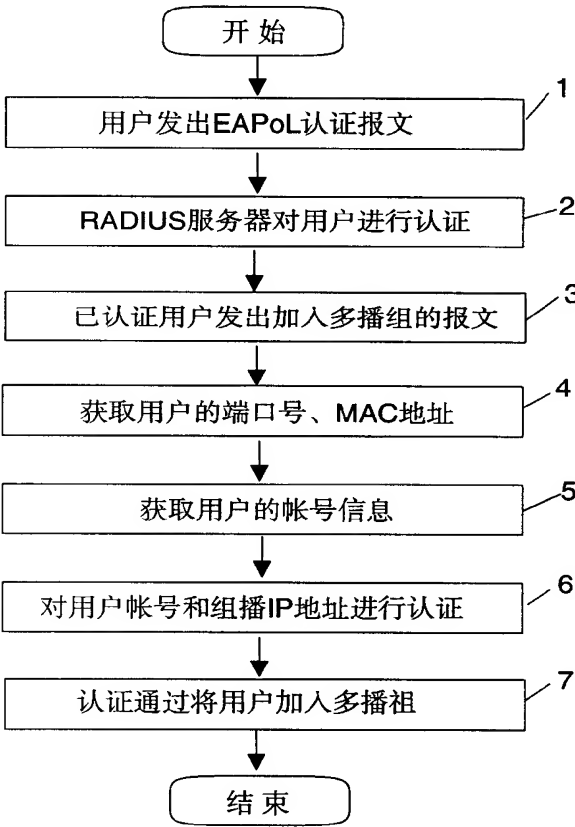 开始
1
用户发出EAPoL认证报文
2
RADIUS服务器对用户进行认证
3
已认证用户发出加入多播组的报文
4
获取用户的端口号、MAC地址
5
获取用户的帐号信息
6
对用户帐号和组播IP地址进行认证
7
认证通过将用户加入多播祖
结束